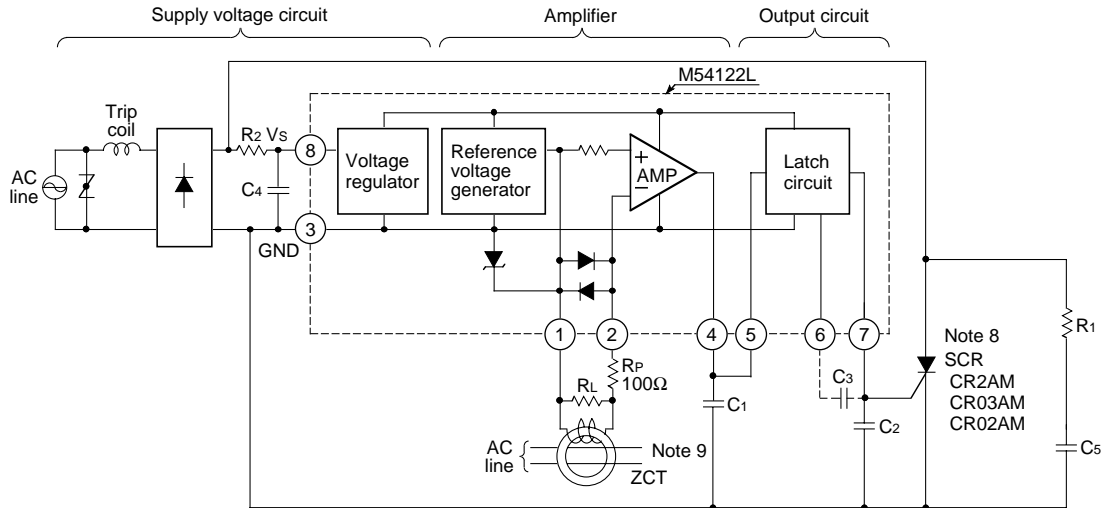 Supply voltage circuit
Amplifier
Output circuit
M54122L
Trip
coil
R2 VS
8
Voltage
regulator
Reference
voltage
generator
+
AMP
−
Latch
circuit
AC
line
C4
GND
3
1
2
4
5
6
7
R1
Note 8
SCR
CR2AM
CR03AM
CR02AM
RP
100Ω
RL
C3
C1
C2
C5
AC
line
Note 9
ZCT